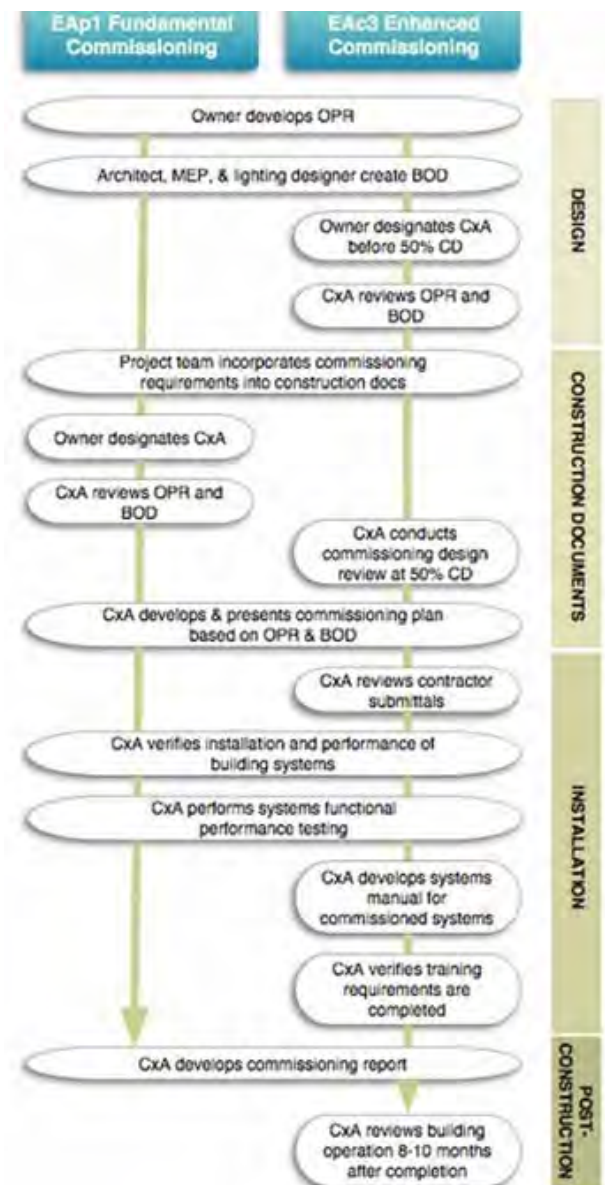 EAp1 Fundamental
Commissioning
EAc3 Enhanced
Commissioning
Owner develops OPR
Architect, MEP, & lighting designer create BOD
Owner designates CxA
before 50% CD
CxA reviews OPR and
BOD
DESIGN
Project team incorporates commissioning
requirements into construction docs
Owner designates CxA
CxA reviews OPR and
BOD
CxA conducts
commissioning design
review at 50% CD
CxA develops & presents commissioning plan
based on OPR & BOD
CONSTRUCTION DOCUMENTS
CxA reviews contractor
submittals
CxA verifies installation and performance of
building systems
CxA performs systems functional
performance testing
CxA develops systems
manual for
commissioned systems
CxA verifies training
requirements are
completed
INSTALLATION
CxA develops commissioning report
CxA reviews building
operation 8-10 months
after completion
POST-
CONSTRUCTION